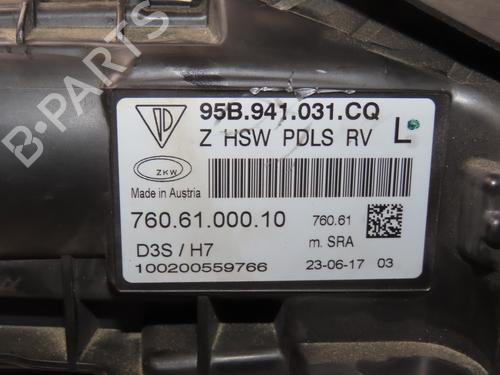 95B.941.031.CQ
Z HSW PDLS RV L
ZKW
Made in Austria
760.61.000.10 760.61
D3S / H7 m. SRA
100200559766 23-06-17 03
B-PARTS